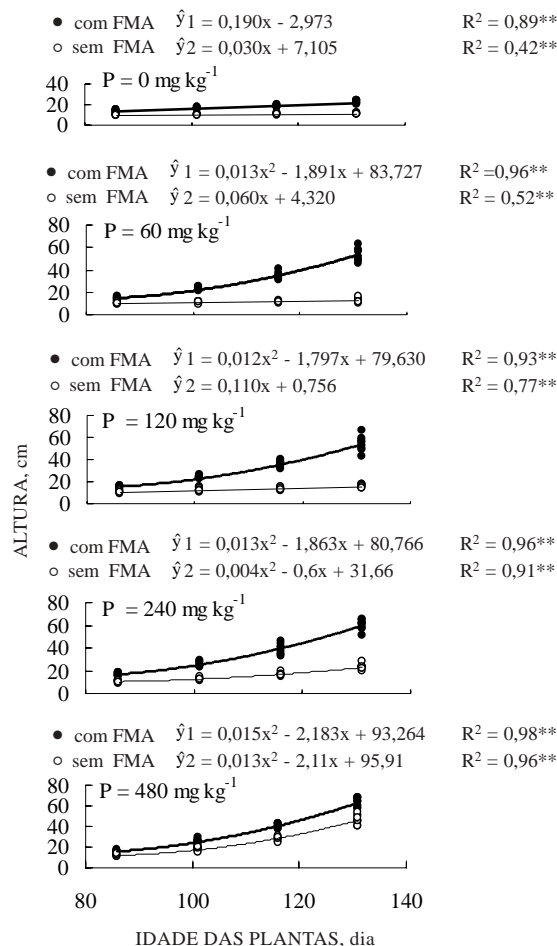 ● com FMA ŷ1 = 0,190x - 2,973 R² = 0,89**
○ sem FMA ŷ2 = 0,030x + 7,105 R² = 0,42**
P = 0 mg kg⁻¹
40
20
0
● com FMA ŷ1 = 0,013x² - 1,891x + 83,727 R² =0,96**
○ sem FMA ŷ2 = 0,060x + 4,320 R² = 0,52**
P = 60 mg kg⁻¹
80
60
40
20
0
● com FMA ŷ1 = 0,012x² - 1,797x + 79,630 R² = 0,93**
○ sem FMA ŷ2 = 0,110x + 0,756 R² = 0,77**
P = 120 mg kg⁻¹
80
60
40
20
0
ALTURA, cm
● com FMA ŷ1 = 0,013x² - 1,863x + 80,766 R² = 0,96**
○ sem FMA ŷ2 = 0,004x² - 0,6x + 31,66 R² = 0,91**
P = 240 mg kg⁻¹
80
60
40
20
0
● com FMA ŷ1 = 0,015x² - 2,183x + 93,264 R² = 0,98**
○ sem FMA ŷ2 = 0,013x² - 2,11x + 95,91 R² = 0,96**
P = 480 mg kg⁻¹
80
60
40
20
0
80 100 120 140
IDADE DAS PLANTAS, dia